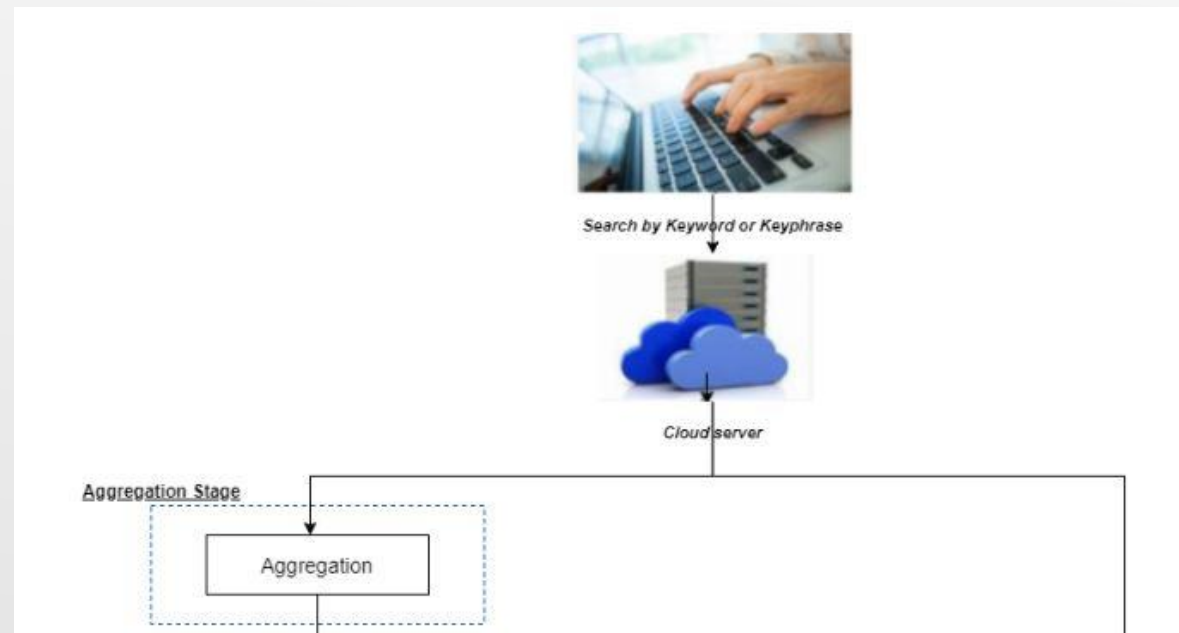 Search by Keyword or Keyphrase
Cloud server
Aggregation Stage
Aggregation